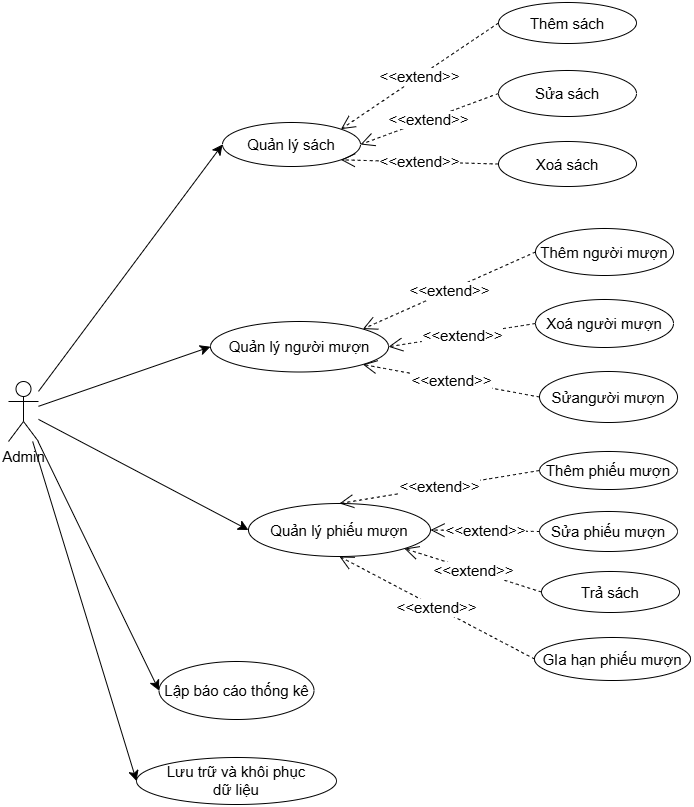 Thêm sách
<<extend>>
Sửa sách
<<extend>>
Quản lý sách
<<extend>>
Xoá sách
Thêm người mượn
<<extend>>
Xoá người mượn
<<extend>>
Quản lý người mượn
<<extend>>
Sửangười mượn
Admin
Thêm phiếu mượn
<<extend>>
Quản lý phiếu mượn
<<extend>>
Sửa phiếu mượn
<<extend>>
Trả sách
<<extend>>
GIa hạn phiếu mượn
Lập báo cáo thống kê
Lưu trữ và khôi phục
dữ liệu